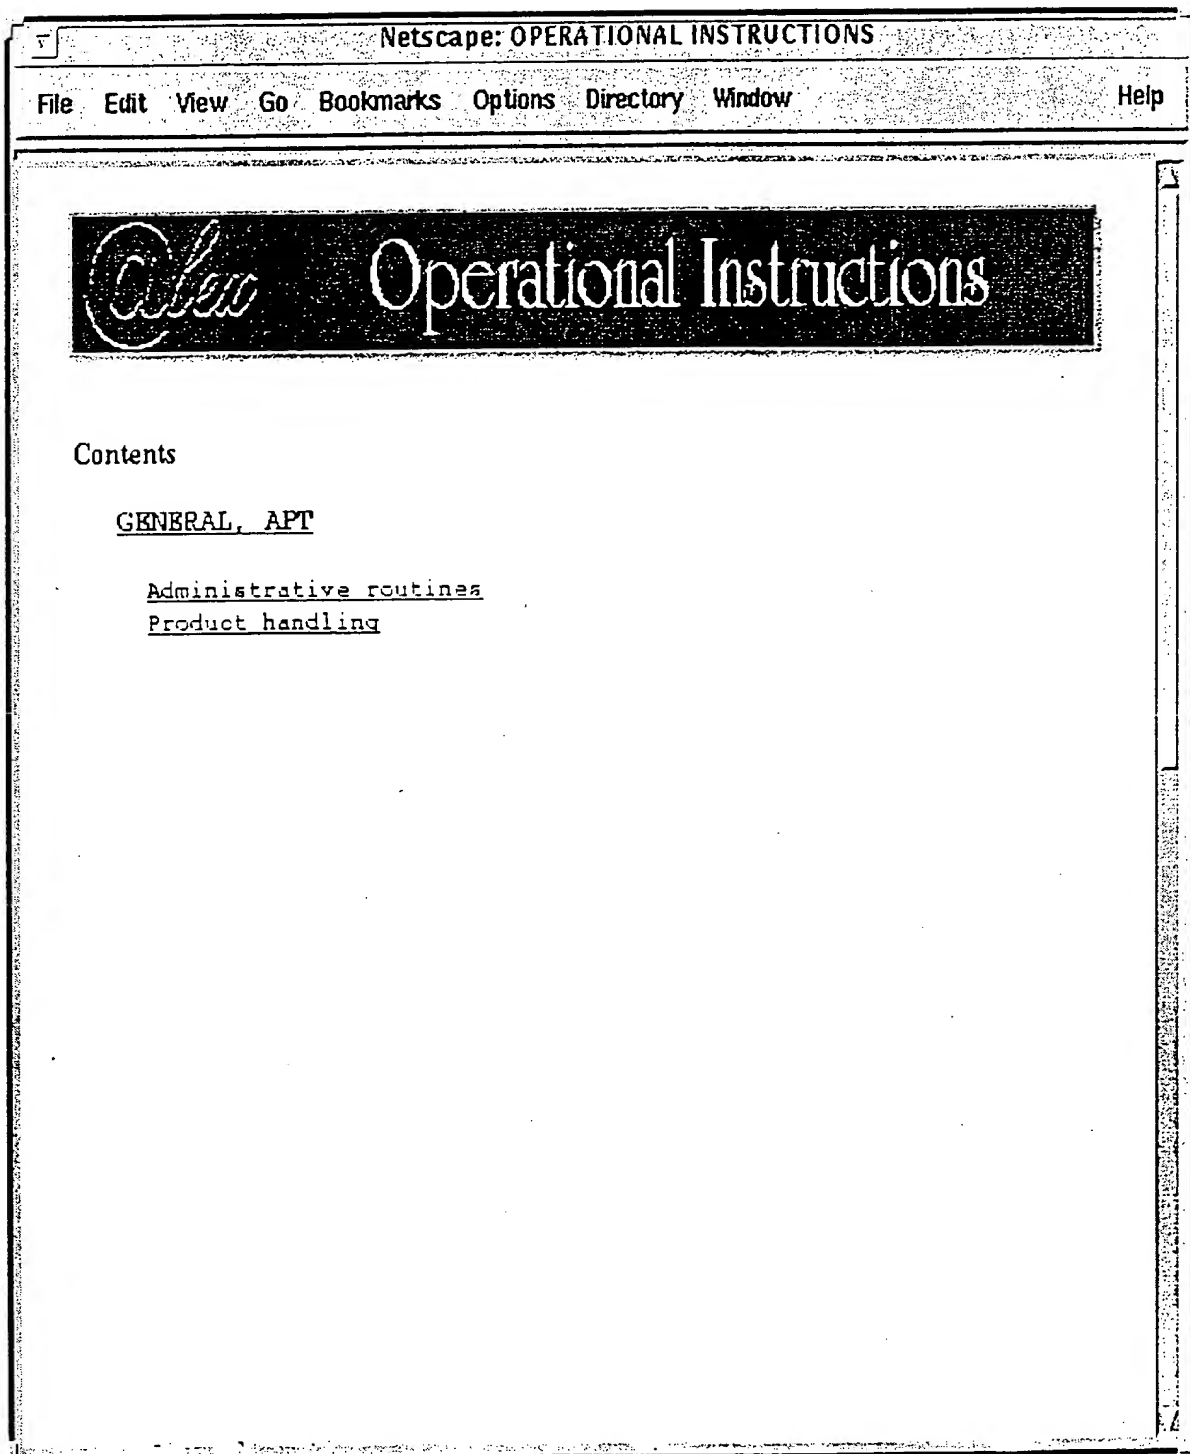 Netscape: OPERATIONAL INSTRUCTIONS
File Edit View Go Bookmarks Options Directory Window Help
Alex Operational Instructions
Contents
GENERAL, APT
Administrative routines
Product handling